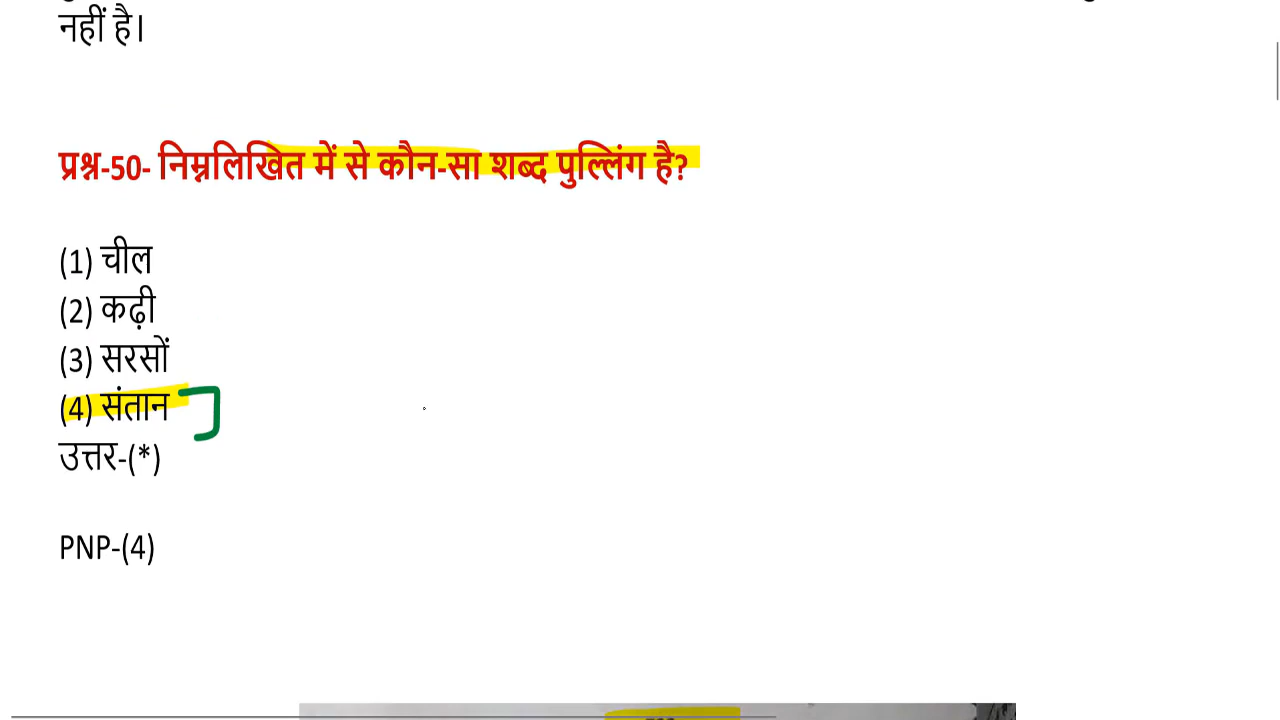 नहीं है।
प्रश्न-50- निम्नलिखित में से कौन-सा शब्द पुल्लिंग है?
(1) चील
(2) कढ़ी
(3) सरसों
(4) संतान
उत्तर-(*)
PNP-(4)